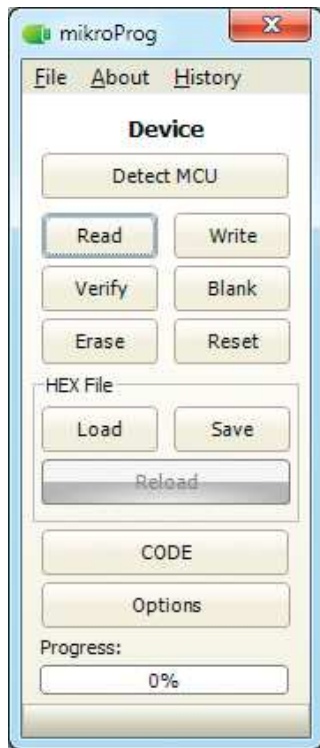 mikroProg
File About History
Device
Detect MCU
Read Write
Verify Blank
Erase Reset
HEX File
Load Save
Reload
CODE
Options
Progress:
0%